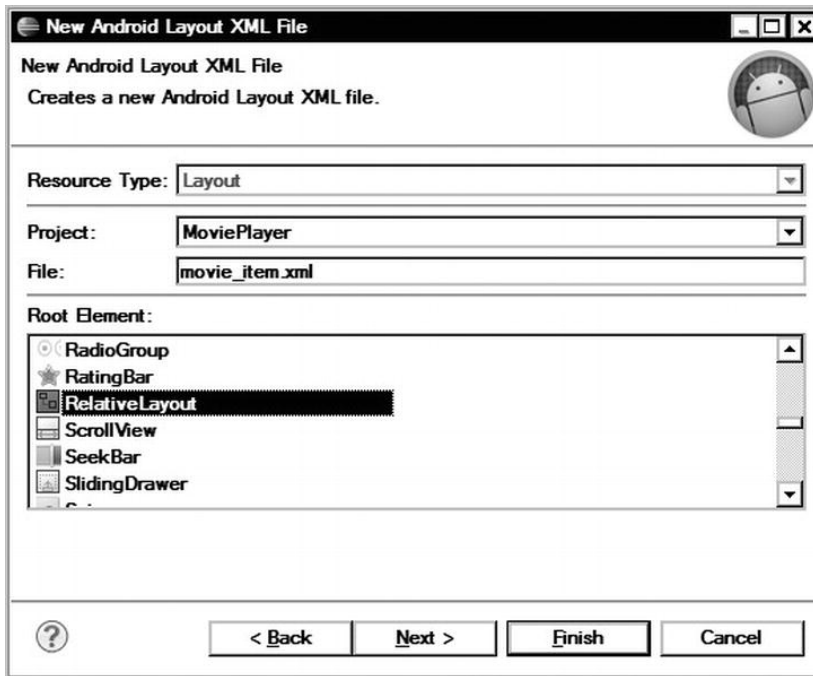 New Android Layout XML File
New Android Layout XML File
Creates a new Android Layout XML file.
Resource Type: Layout
Project: MoviePlayer
File: movie_item.xml
Root Element:
RadioGroup
RatingBar
RelativeLayout
ScrollView
SeekBar
SlidingDrawer
< Back Next > Finish Cancel